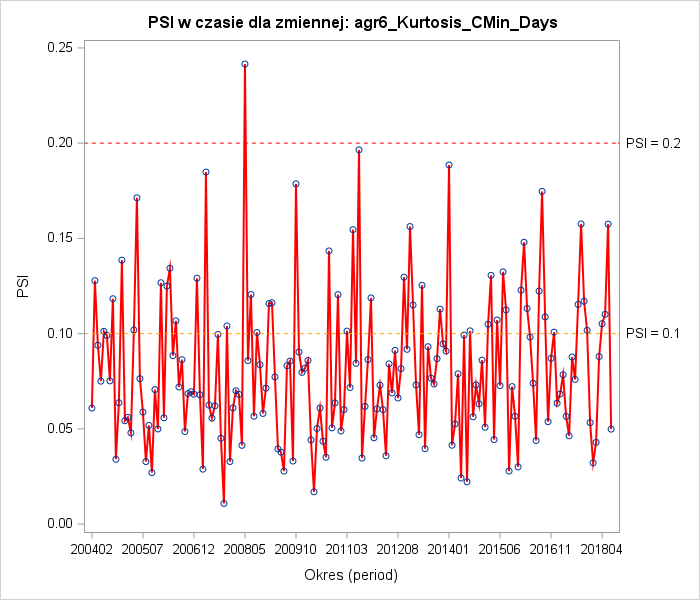 PSI w czasie dla zmiennej: agr6_Kurtosis_CMin_Days
0.25
0.20
PSI = 0.2
0.15
PSI
0.10
PSI = 0.1
0.05
0.00
200402 200507 200612 200805 200910 201103 201208 201401 201506 201611 201804
Okres (period)